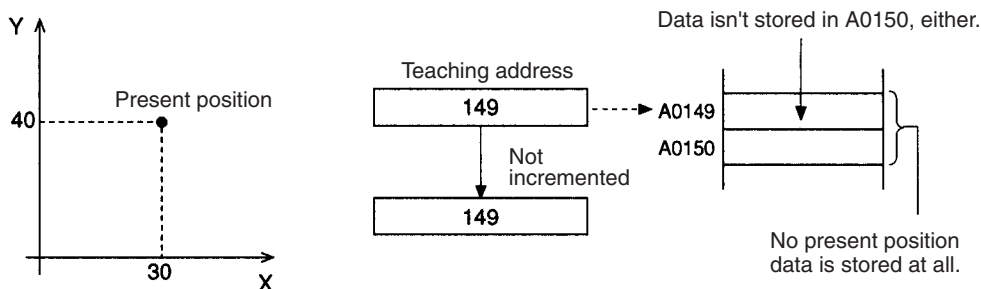 Data isn't stored in A0150, either.
Y
Teaching address
Present position
149
A0149
40
A0150
Not
incremented
149
No present position
data is stored at all.
30
X